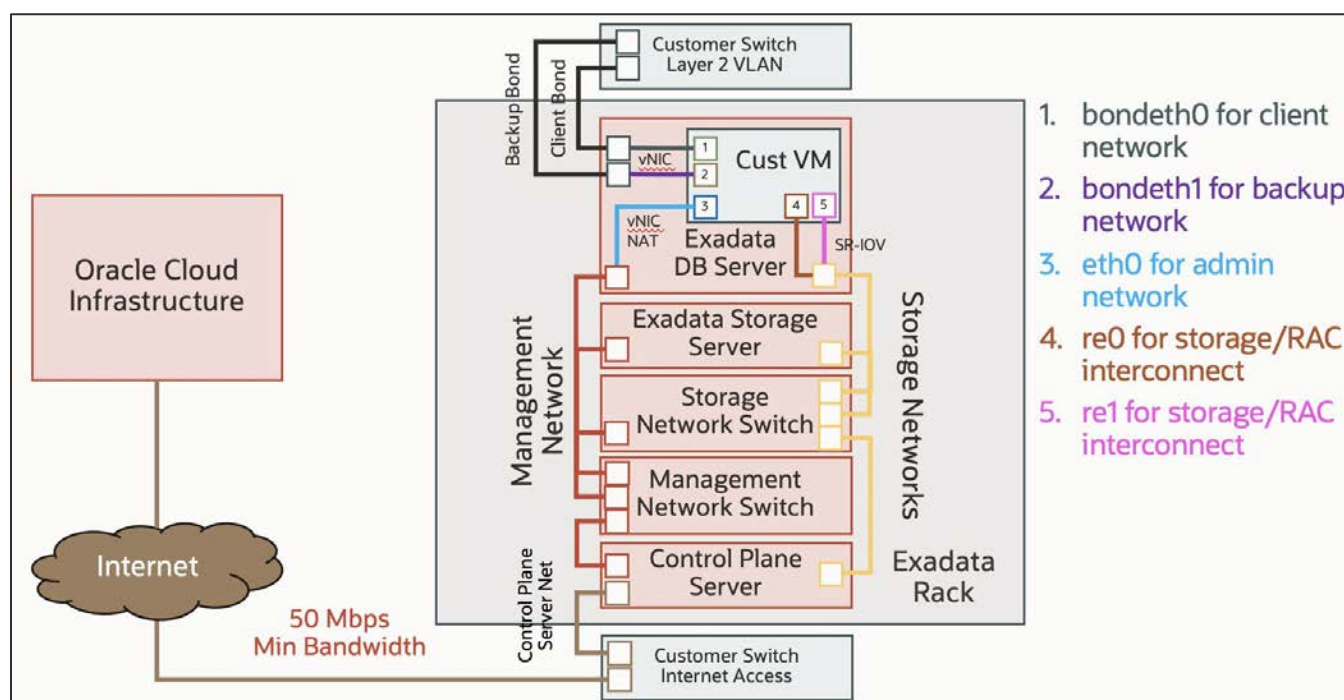 Customer Switch
Layer 2 VLAN
Backup Bond
Client Bond
vNIC
1
2
Cust VM
vNIC
NAT
3
4
5
SR-IOV
Exadata
DB Server
Exadata Storage
Server
Storage
Network Switch
Management
Network Switch
Control Plane
Server
Management
Network
Storage Networks
Exadata
Rack
Control Plane
Server Net
Customer Switch
Internet Access
Oracle Cloud
Infrastructure
Internet
50 Mbps
Min Bandwidth
1. bondeth0 for client
network
2. bondeth1 for backup
network
3. eth0 for admin
network
4. re0 for storage/RAC
interconnect
5. re1 for storage/RAC
interconnect